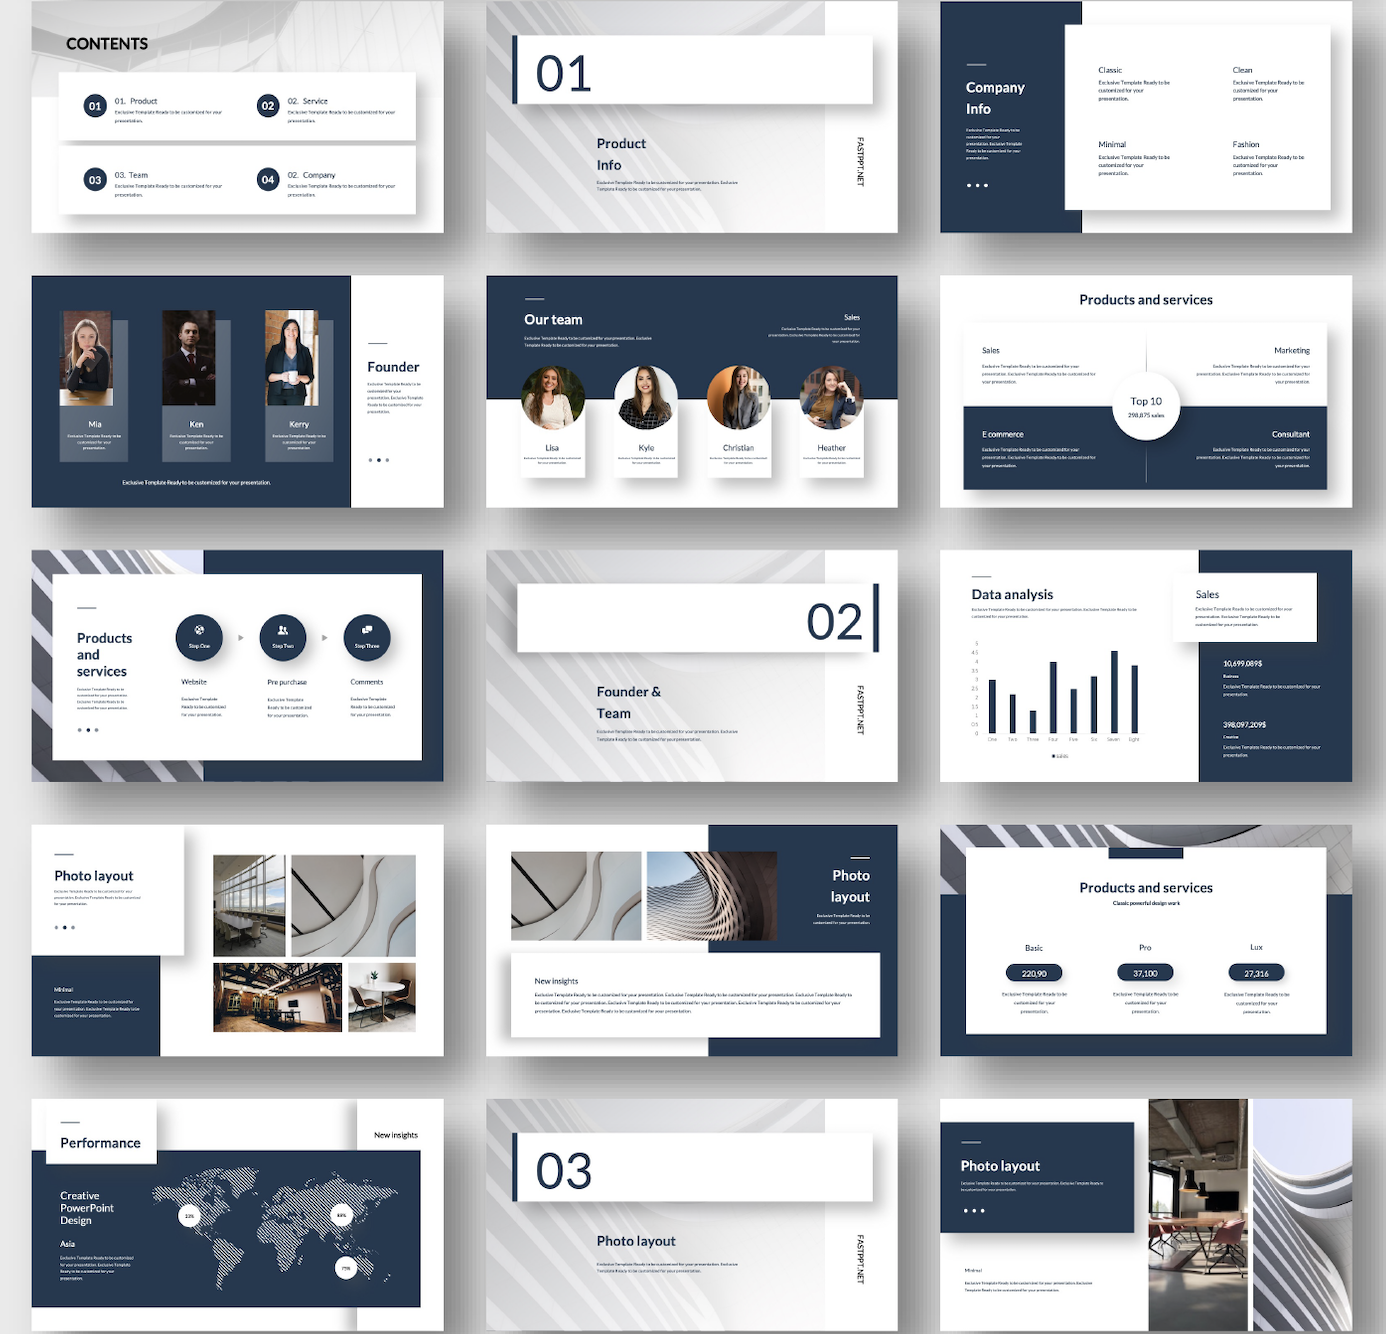 CONTENTS
01
01. Product
Exclusive Template Ready to be customized for your
presentation.
02
02. Service
Exclusive Template Ready to be customized for your
presentation.
03
03. Team
Exclusive Template Ready to be customized for your
presentation.
04
02. Company
Exclusive Template Ready to be customized for your
presentation.
01
Product
Info
Exclusive Template Ready to be customized for your presentation. Exclusive
Template Ready to be customized for your presentation.
FASTPPT.NET
Company
Info
Exclusive Template Ready to be
customized for your
presentation. Exclusive Template
Ready to be customized for your
presentation.
Classic
Exclusive Template Ready to be
customized for your
presentation.
Clean
Exclusive Template Ready to be
customized for your
presentation.
Minimal
Exclusive Template Ready to be
customized for your
presentation.
Fashion
Exclusive Template Ready to be
customized for your
presentation.
Mia
Exclusive Template Ready to be
customized for your
presentation.
Ken
Exclusive Template Ready to be
customized for your
presentation.
Kerry
Exclusive Template Ready to be
customized for your
presentation.
Exclusive Template Ready to be customized for your presentation.
Founder
Exclusive Template Ready to be
customized for your
presentation. Exclusive Template
Ready to be customized for your
presentation.
Our team
Exclusive Template Ready to be customized for your presentation. Exclusive
Template Ready to be customized for your presentation.
Sales
Exclusive Template Ready to be customized for your
presentation. Exclusive Template Ready to be customized for
your presentation.
Lisa
Exclusive Template Ready to be customized
for your presentation.
Kyle
Exclusive Template Ready to be customized
for your presentation.
Christian
Exclusive Template Ready to be customized
for your presentation.
Heather
Exclusive Template Ready to be customized
for your presentation.
Products and services
Sales
Exclusive Template Ready to be customized for your
presentation. Exclusive Template Ready to be customized for
your presentation.
Marketing
Exclusive Template Ready to be customized for your
presentation. Exclusive Template Ready to be customized for
your presentation.
Top 10
298,875 sales
E commerce
Exclusive Template Ready to be customized for your
presentation. Exclusive Template Ready to be customized for
your presentation.
Consultant
Exclusive Template Ready to be customized for your
presentation. Exclusive Template Ready to be customized for
your presentation.
Products
and
services
Exclusive Template Ready to be
customized for your presentation.
Exclusive Template Ready to be
customized for your presentation.
Step One
Website
Exclusive Template
Ready to be customized
for your presentation.
Step Two
Pre purchase
Exclusive Template
Ready to be customized
for your presentation.
Step Three
Comments
Exclusive Template
Ready to be customized
for your presentation.
02
Founder &
Team
Exclusive Template Ready to be customized for your presentation. Exclusive
Template Ready to be customized for your presentation.
FASTPPT.NET
Data analysis
Exclusive Template Ready to be customized for your presentation. Exclusive Template Ready to be
customized for your presentation.
5
4.5
4
3.5
3
2.5
2
1.5
1
0.5
0
One Two Three Four Five Six Seven Eight
Sales
Exclusive Template Ready to be customized for your
presentation. Exclusive Template Ready to be
customized for your presentation.
10,699,089$
Business
Exclusive Template Ready to be customized for your
presentation.
398,097,209$
Creative
Exclusive Template Ready to be customized for your
presentation.
Photo layout
Exclusive Template Ready to be customized for your
presentation. Exclusive Template Ready to be customized
for your presentation.
Minimal
Exclusive Template Ready to be customized for
your presentation. Exclusive Template Ready to be
customized for your presentation.
Photo
layout
Exclusive Template Ready to be
customized for your presentation.
New insights
Exclusive Template Ready to be customized for your presentation. Exclusive Template Ready to be customized for your presentation. Exclusive Template Ready to
be customized for your presentation. Exclusive Template Ready to be customized for your presentation. Exclusive Template Ready to be customized for your
presentation. Exclusive Template Ready to be customized for your presentation.
Products and services
Classic powerful design work
Basic
220,90
Exclusive Template Ready to be
customized for your
presentation.
Pro
37,100
Exclusive Template Ready to be
customized for your
presentation.
Lux
27,316
Exclusive Template Ready to be
customized for your
presentation.
Performance
New insights
Creative
PowerPoint
Design
Asia
Exclusive Template Ready to be customized
for your presentation. Exclusive Template
Ready to be customized for your
presentation.
88%
75%
03
Photo layout
Exclusive Template Ready to be customized for your presentation. Exclusive
Template Ready to be customized for your presentation.
FASTPPT.NET
Photo layout
Exclusive Template Ready to be customized for your presentation. Exclusive Template Ready to
be customized for your presentation.
Minimal
Exclusive Template Ready to be customized for your presentation. Exclusive
Template Ready to be customized for your presentation.